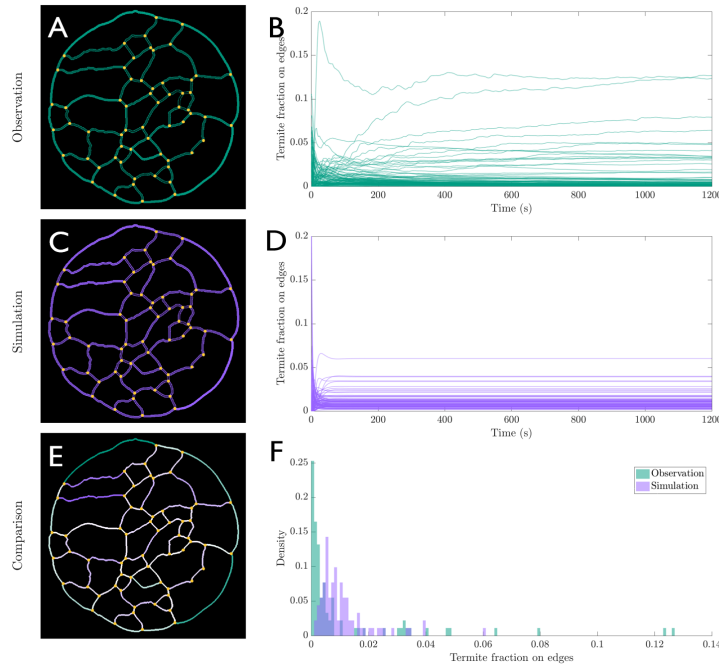 Observation
A
B
Termite fraction on edges
0.2
0.15
0.1
0.05
0
0 200 400 600 800 1000 1200
Time (s)
Simulation
C
D
Termite fraction on edges
0.2
0.15
0.1
0.05
0
0 200 400 600 800 1000 1200
Time (s)
Comparison
E
F
Density
0.25
0.2
0.15
0.1
0.05
0
0 0.02 0.04 0.06 0.08 0.1 0.12 0.14
Termite fraction on edges
Observation
Simulation